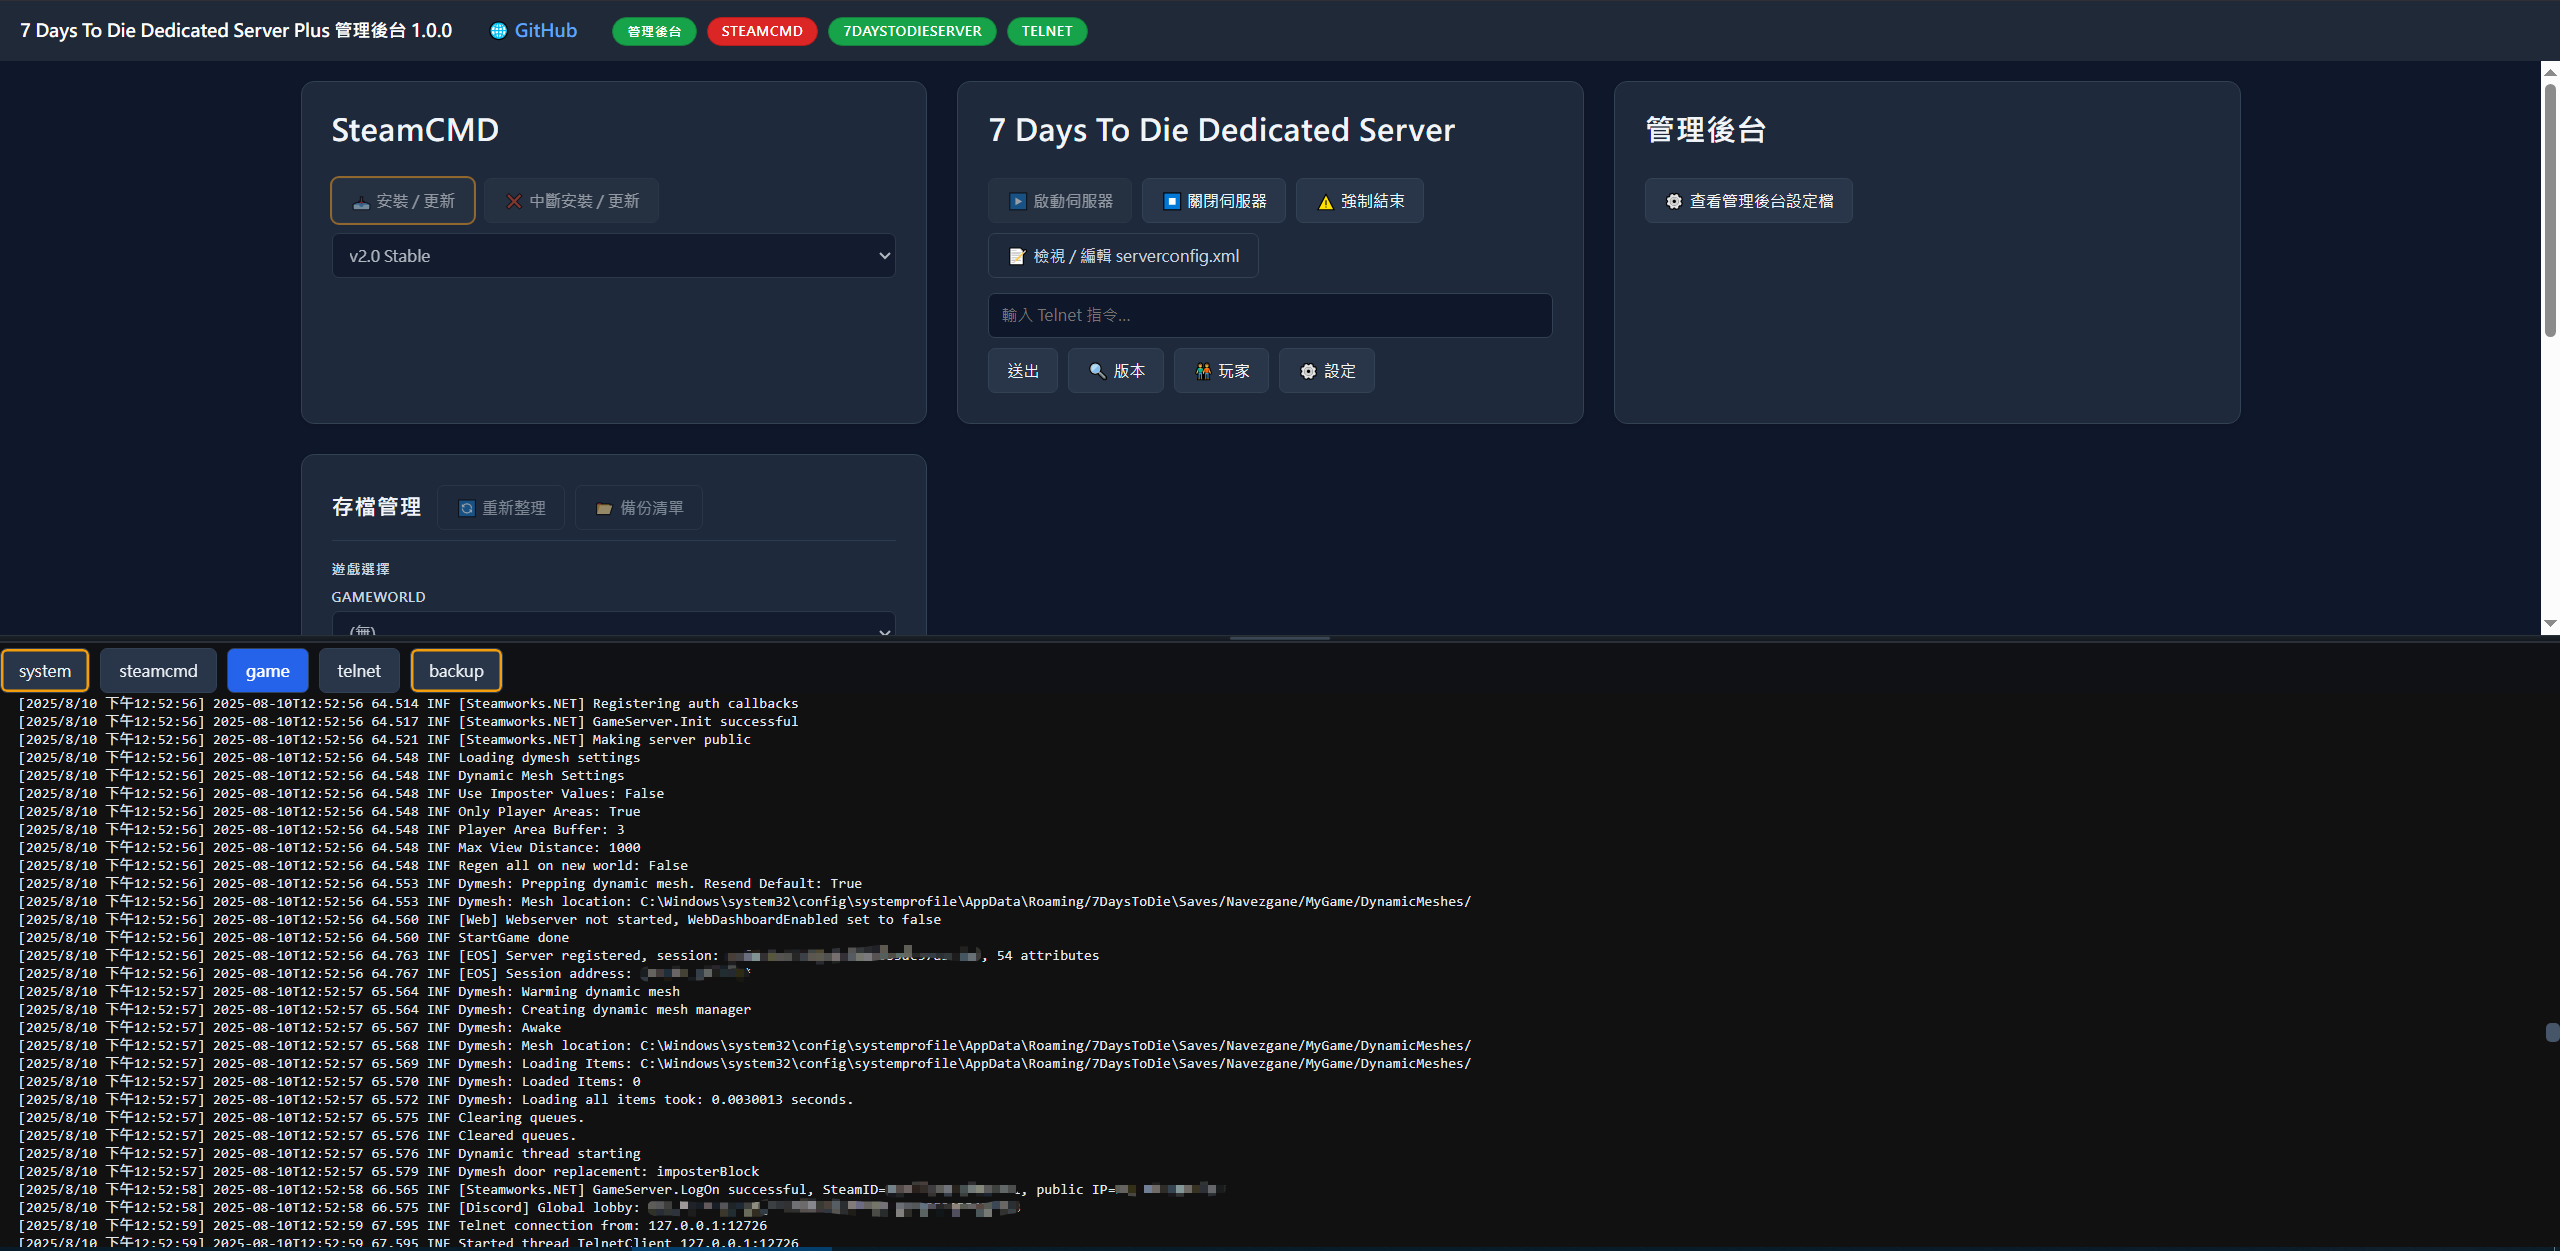 7 Days To Die Dedicated Server Plus 管理後台 1.0.0 GitHub 管理後台 STEAMCMD 7DAYSTODIESERVER TELNET
SteamCMD
安裝 / 更新 中斷安裝 / 更新
v2.0 Stable
7 Days To Die Dedicated Server
啟動伺服器 關閉伺服器 強制結束
檢視 / 編輯 serverconfig.xml
輸入 Telnet 指令...
送出 版本 玩家 設定
管理後台
查看管理後台設定檔
存檔管理 重新整理 備份清單
遊戲選擇
GAMEWORLD
(無)
system steamcmd game telnet backup
[2025/8/10 下午12:52:56] 2025-08-10T12:52:56 64.514 INF [Steamworks.NET] Registering auth callbacks
[2025/8/10 下午12:52:56] 2025-08-10T12:52:56 64.517 INF [Steamworks.NET] GameServer.Init successful
[2025/8/10 下午12:52:56] 2025-08-10T12:52:56 64.521 INF [Steamworks.NET] Making server public
[2025/8/10 下午12:52:56] 2025-08-10T12:52:56 64.548 INF Loading dymesh settings
[2025/8/10 下午12:52:56] 2025-08-10T12:52:56 64.548 INF Dynamic Mesh Settings
[2025/8/10 下午12:52:56] 2025-08-10T12:52:56 64.548 INF Use Imposter Values: False
[2025/8/10 下午12:52:56] 2025-08-10T12:52:56 64.548 INF Only Player Areas: True
[2025/8/10 下午12:52:56] 2025-08-10T12:52:56 64.548 INF Player Area Buffer: 3
[2025/8/10 下午12:52:56] 2025-08-10T12:52:56 64.548 INF Max View Distance: 1000
[2025/8/10 下午12:52:56] 2025-08-10T12:52:56 64.548 INF Regen all on new world: False
[2025/8/10 下午12:52:56] 2025-08-10T12:52:56 64.553 INF Dymesh: Prepping dynamic mesh. Resend Default: True
[2025/8/10 下午12:52:56] 2025-08-10T12:52:56 64.553 INF Dymesh: Mesh location: C:\Windows\system32\config\systemprofile\AppData\Roaming/7DaysToDie\Saves/Navezgane/MyGame/DynamicMeshes/
[2025/8/10 下午12:52:56] 2025-08-10T12:52:56 64.560 INF [Web] Webserver not started, WebDashboardEnabled set to false
[2025/8/10 下午12:52:56] 2025-08-10T12:52:56 64.560 INF StartGame done
[2025/8/10 下午12:52:56] 2025-08-10T12:52:56 64.763 INF [EOS] Server registered, session: , 54 attributes
[2025/8/10 下午12:52:56] 2025-08-10T12:52:56 64.767 INF [EOS] Session address:
[2025/8/10 下午12:52:57] 2025-08-10T12:52:57 65.564 INF Dymesh: Warming dynamic mesh
[2025/8/10 下午12:52:57] 2025-08-10T12:52:57 65.564 INF Dymesh: Creating dynamic mesh manager
[2025/8/10 下午12:52:57] 2025-08-10T12:52:57 65.567 INF Dymesh: Awake
[2025/8/10 下午12:52:57] 2025-08-10T12:52:57 65.568 INF Dymesh: Mesh location: C:\Windows\system32\config\systemprofile\AppData\Roaming/7DaysToDie\Saves/Navezgane/MyGame/DynamicMeshes/
[2025/8/10 下午12:52:57] 2025-08-10T12:52:57 65.569 INF Dymesh: Loading Items: C:\Windows\system32\config\systemprofile\AppData\Roaming/7DaysToDie\Saves/Navezgane/MyGame/DynamicMeshes/
[2025/8/10 下午12:52:57] 2025-08-10T12:52:57 65.570 INF Dymesh: Loaded Items: 0
[2025/8/10 下午12:52:57] 2025-08-10T12:52:57 65.572 INF Dymesh: Loading all items took: 0.0030013 seconds.
[2025/8/10 下午12:52:57] 2025-08-10T12:52:57 65.575 INF Clearing queues.
[2025/8/10 下午12:52:57] 2025-08-10T12:52:57 65.576 INF Cleared queues.
[2025/8/10 下午12:52:57] 2025-08-10T12:52:57 65.576 INF Dynamic thread starting
[2025/8/10 下午12:52:57] 2025-08-10T12:52:57 65.579 INF Dymesh door replacement: imposterBlock
[2025/8/10 下午12:52:58] 2025-08-10T12:52:58 66.565 INF [Steamworks.NET] GameServer.LogOn successful, SteamID= , public IP=
[2025/8/10 下午12:52:58] 2025-08-10T12:52:58 66.575 INF [Discord] Global lobby:
[2025/8/10 下午12:52:59] 2025-08-10T12:52:59 67.595 INF Telnet connection from: 127.0.0.1:12726
[2025/8/10 下午12:52:59] 2025-08-10T12:52:59 67.595 INF Started thread TelnetClient_127.0.0.1:12726